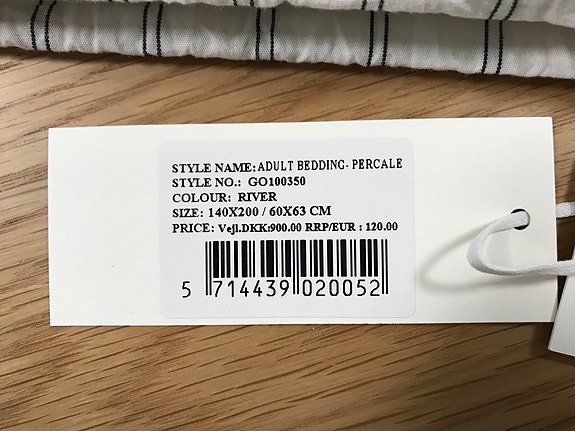 STYLE NAME: ADULT BEDDING- PERCALE
STYLE NO.: GO100350
COLOUR: RIVER
SIZE: 140X200 / 60X63 CM
PRICE: Vejl.DKK:900.00 RRP/EUR : 120.00
5 714439 020052